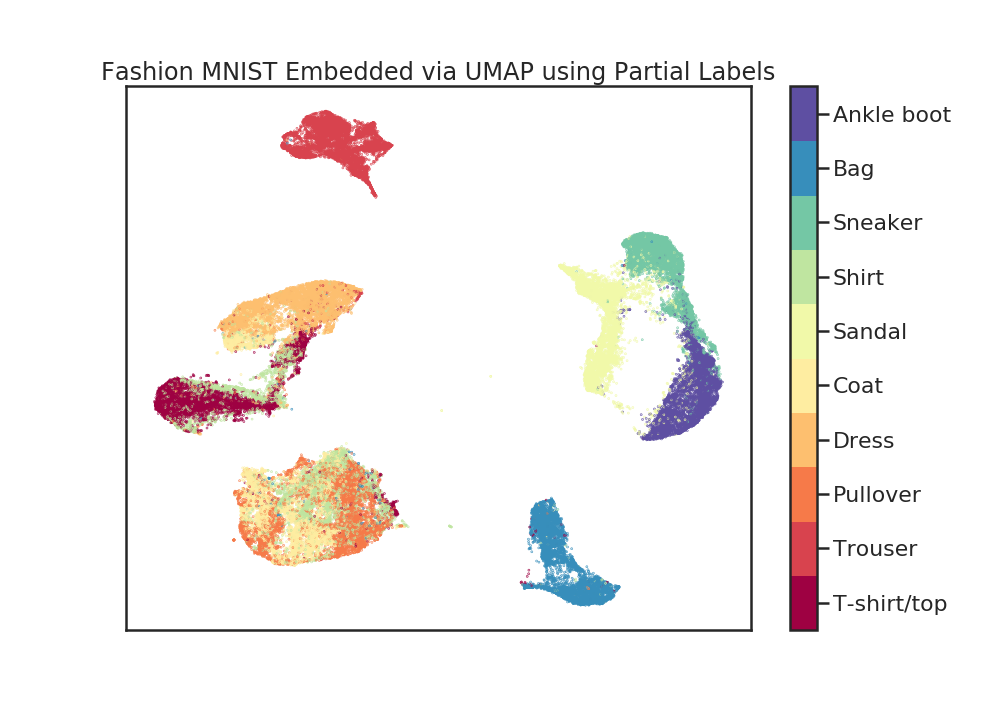 Fashion MNIST Embedded via UMAP using Partial Labels
Ankle boot
Bag
Sneaker
Shirt
Sandal
Coat
Dress
Pullover
Trouser
T-shirt/top